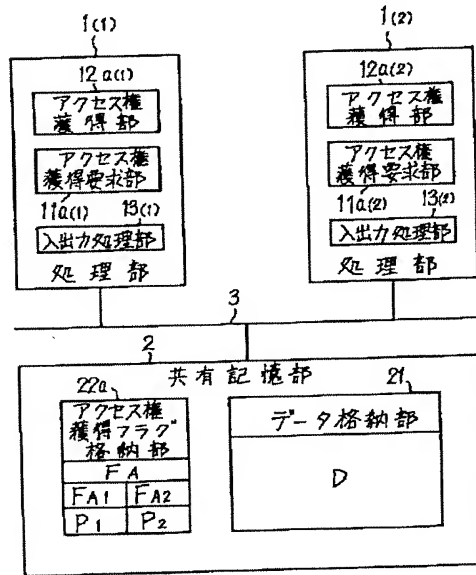 1(1)
12a(1)
アクセス権
獲得部
アクセス権
獲得要求部
11a(1)
13(1)
入出力処理部
処理部
1(2)
12a(2)
アクセス権
獲得部
アクセス権
獲得要求部
11a(2)
13(2)
入出力処理部
処理部
3
2
共有記憶部
22a
アクセス権
獲得フラグ
格納部
FA
FA1 FA2
P1 P2
21
データ格納部
D